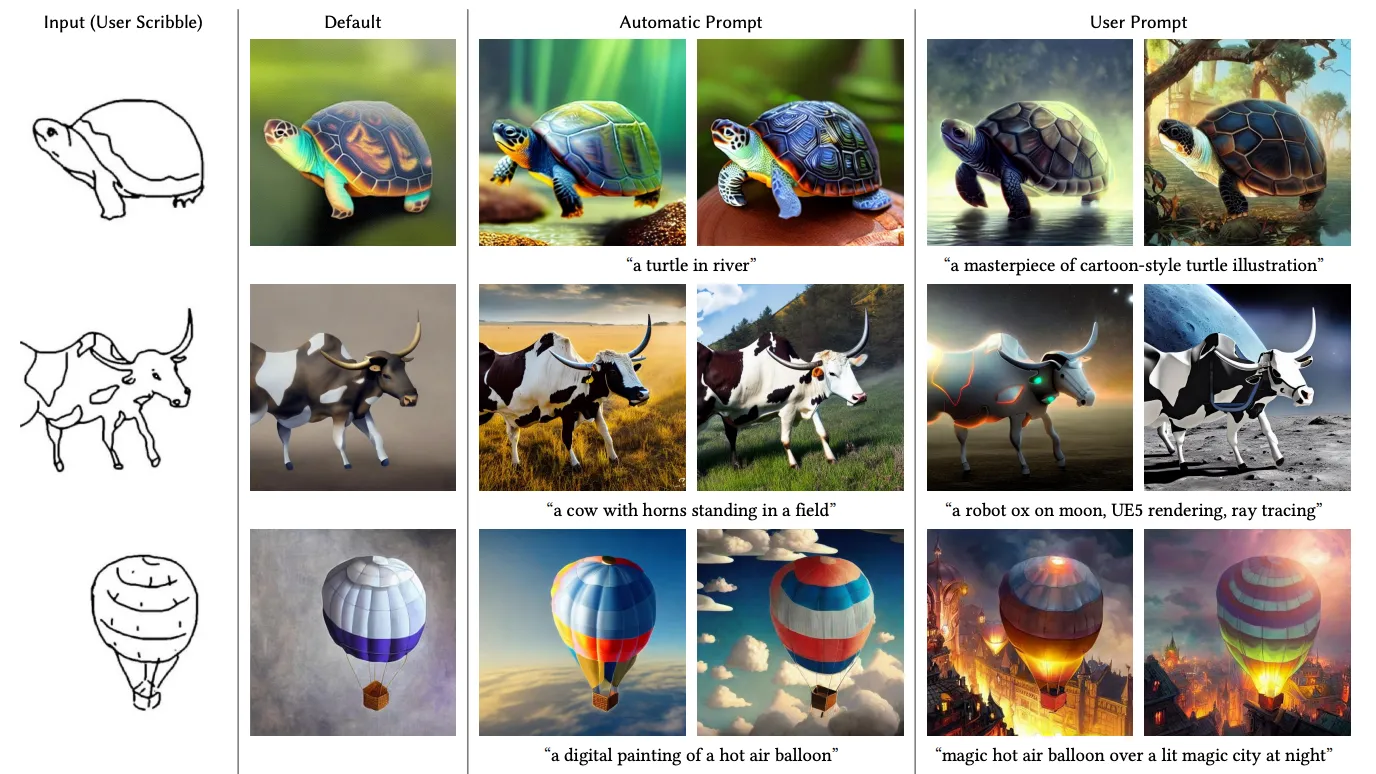 Input (User Scribble)
Default
Automatic Prompt
User Prompt
“a turtle in river”
“a masterpiece of cartoon-style turtle illustration”
“a cow with horns standing in a field”
“a robot ox on moon, UE5 rendering, ray tracing”
“a digital painting of a hot air balloon”
“magic hot air balloon over a lit magic city at night”